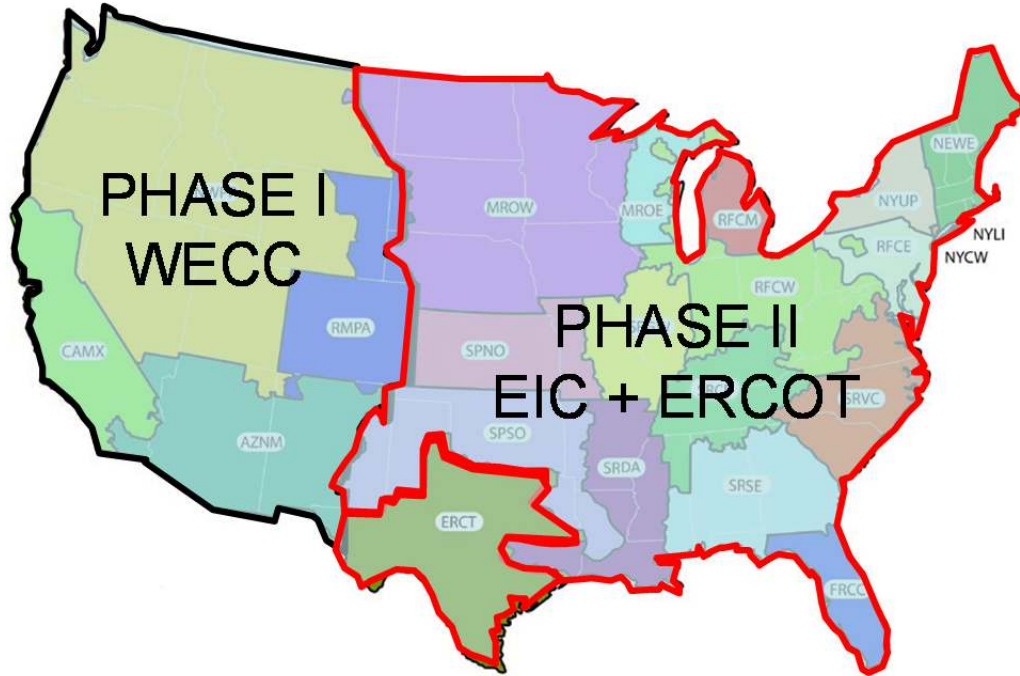 PHASE I
WECC
PHASE II
EIC + ERCOT
NEWE
MROW
MROE
RFCM
NYUP
NYLI
RFCE
NYCW
RFCW
RMPA
CAMX
SPNO
SRVC
AZNM
SPSO
SRDA
SRSE
ERCT
FRCC